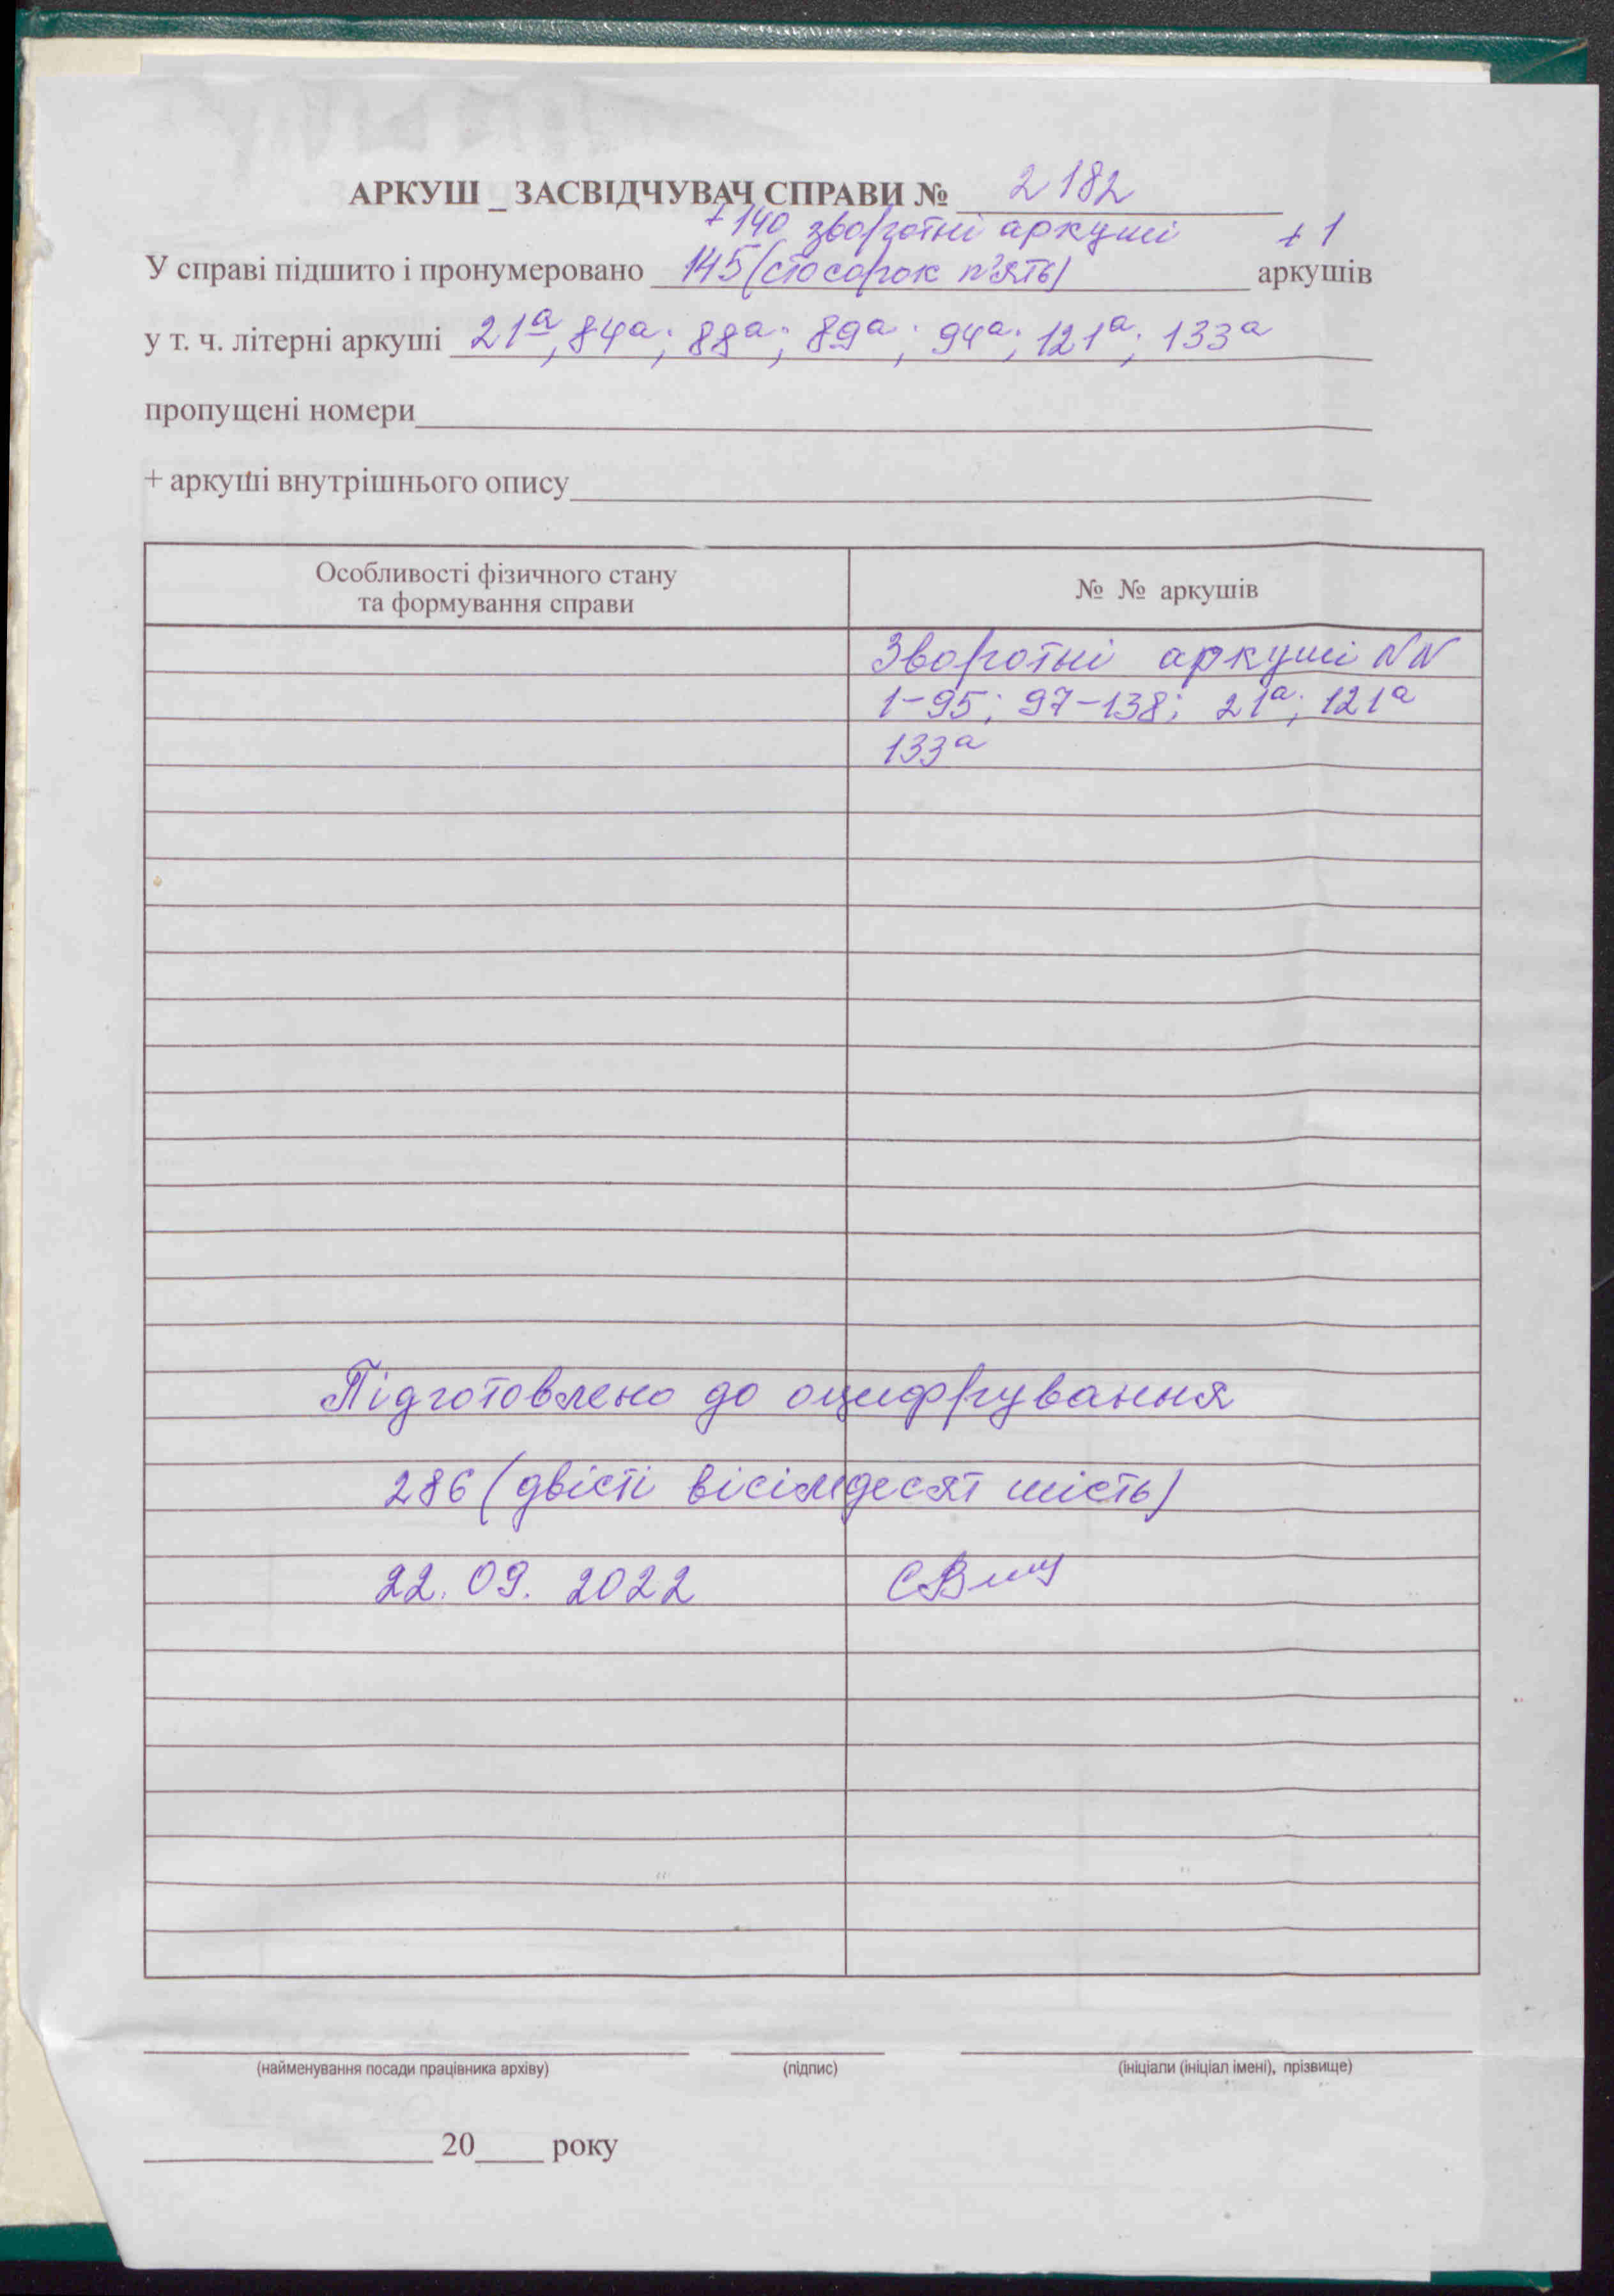 АРКУШ _ ЗАСВІДЧУВАЧ СПРАВИ № 2182
+ 140 зворотні аркуші + 1
У справі підшито і пронумеровано 145 (сто сорок п'ять) аркушів
у т. ч. літерні аркуші 21а, 84а; 88а; 89а; 94а; 121а; 133а
пропущені номери
+ аркуші внутрішнього опису
Особливості фізичного стану
та формування справи
№ № аркушів
Зворотні аркуші NN
1-95; 97-138; 21а; 121а
133а
Підготовлено до оцифрування
286 (двісті вісімдесят шість)
22. 09. 2022
(найменування посади працівника архіву) (підпис) (ініціали (ініціал імені), прізвище)
20 року